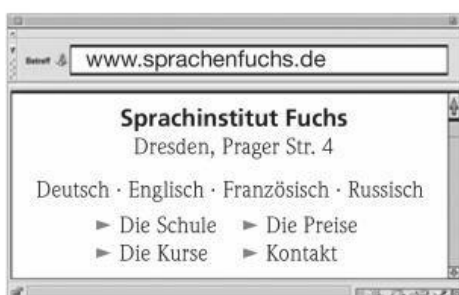 Betreff www.sprachenfuchs.de
Sprachinstitut Fuchs
Dresden, Prager Str. 4
Deutsch · Englisch · Französisch · Russisch
► Die Schule ► Die Preise
► Die Kurse ► Kontakt